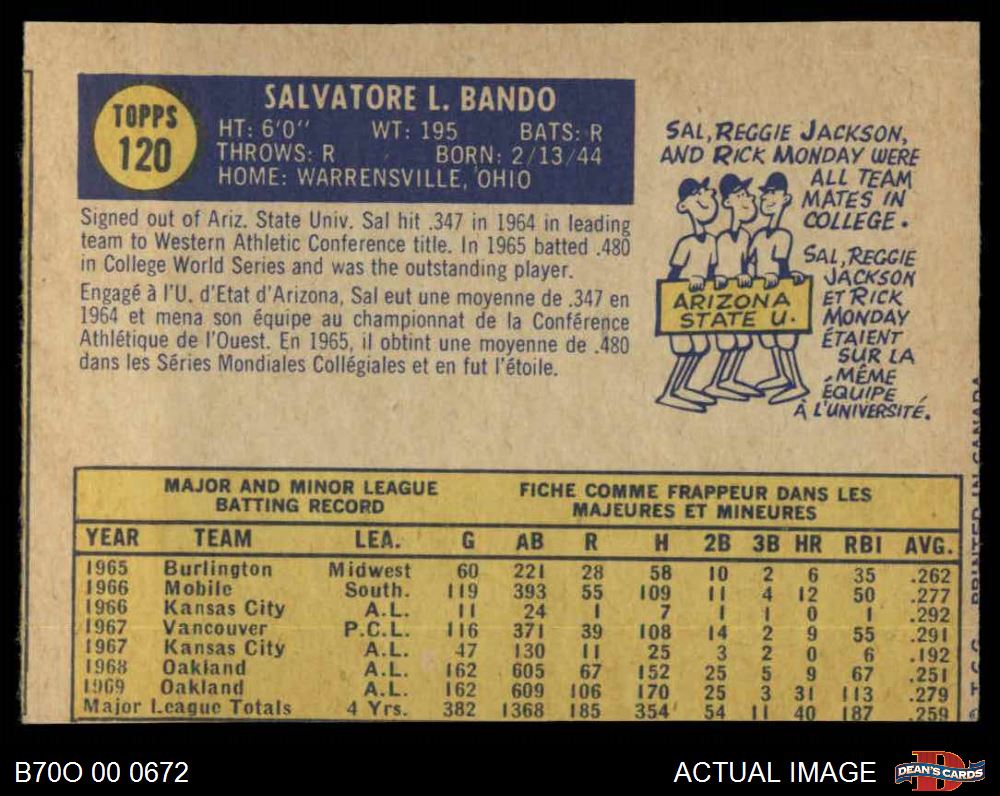 TOPPS
120
SALVATORE L. BANDO
HT: 6'0" WT: 195 BATS: R
THROWS: R BORN: 2/13/44
HOME: WARRENSVILLE, OHIO
Signed out of Ariz. State Univ. Sal hit .347 in 1964 in leading
team to Western Athletic Conference title. In 1965 batted .480
in College World Series and was the outstanding player.
Engagé à l'U. d'Etat d'Arizona, Sal eut une moyenne de .347 en
1964 et mena son équipe au championnat de la Conférence
Athlétique de l'Ouest. En 1965, il obtint une moyenne de .480
dans les Séries Mondiales Collégiales et en fut l'étoile.
SAL, REGGIE JACKSON,
AND RICK MONDAY WERE
ALL TEAM
MATES IN
COLLEGE.
SAL, REGGIE
JACKSON
ET RICK
MONDAY
ÉTAIENT
SUR LA
MÊME
ÉQUIPE
À L'UNIVERSITÉ.
ARIZONA
STATE U.
MAJOR AND MINOR LEAGUE
BATTING RECORD
FICHE COMME FRAPPEUR DANS LES
MAJEURES ET MINEURES
YEAR TEAM LEA. G AB R H 2B 3B HR RBI AVG.
1965 Burlington Midwest 60 221 28 58 10 2 6 35 .262
1966 Mobile South. 119 393 55 109 11 4 12 50 .277
1966 Kansas City A.L. 11 24 1 7 1 1 0 1 .292
1967 Vancouver P.C.L. 116 371 39 108 14 2 9 55 .291
1967 Kansas City A.L. 47 130 11 25 3 2 0 6 .192
1968 Oakland A.L. 162 605 67 152 25 5 9 67 .251
1969 Oakland A.L. 162 609 106 170 25 3 31 113 .279
Major League Totals 4 Yrs. 382 1368 185 354 54 11 40 187 .259
© T.C.G. PRINTED IN CANADA
B70O 00 0672
ACTUAL IMAGE
DEAN'S CARDS